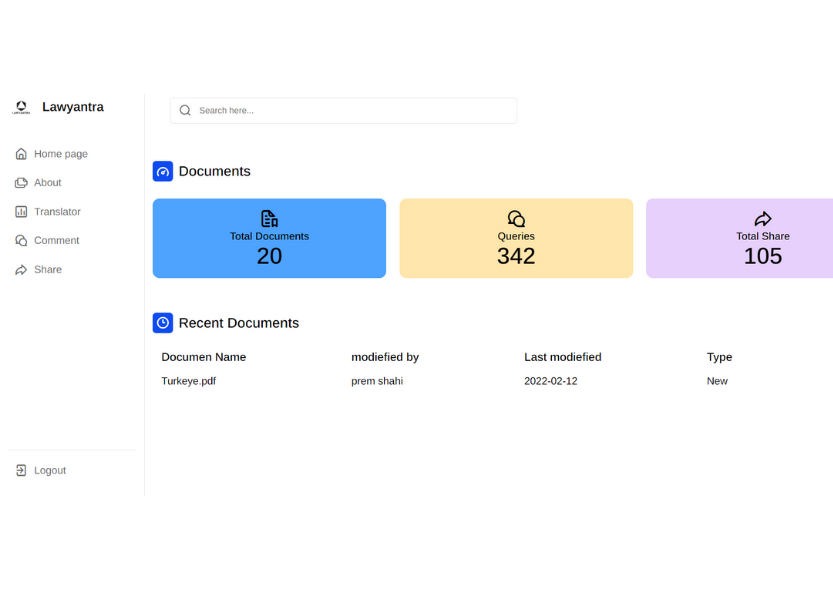 Lawyantra
Search here...
Home page
About
Translator
Comment
Share
Logout
Documents
Total Documents
20
Queries
342
Total Share
105
Recent Documents
Documen Name modiefied by Last modiefied Type
Turkeye.pdf prem shahi 2022-02-12 New